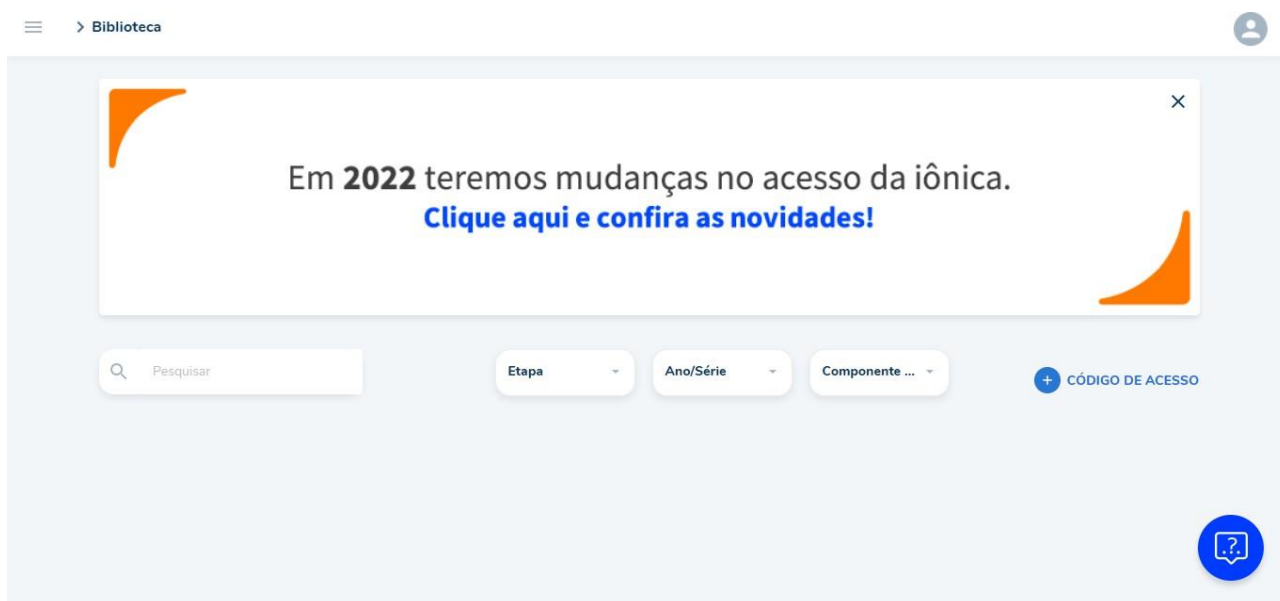 Biblioteca
Em 2022 teremos mudanças no acesso da iônica.
Clique aqui e confira as novidades!
Pesquisar
Etapa
Ano/Série
Componente ...
CÓDIGO DE ACESSO
.?.